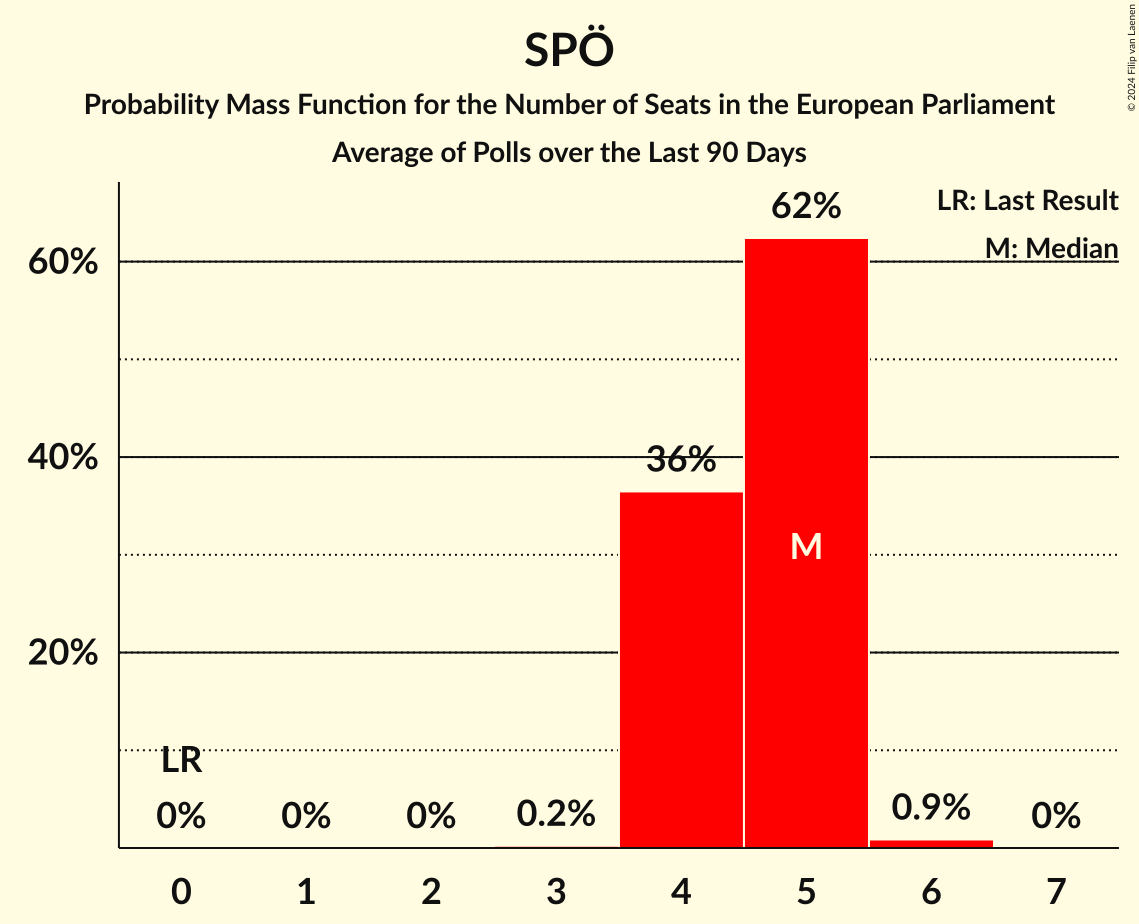 SPÖ
Probability Mass Function for the Number of Seats in the European Parliament
Average of Polls over the Last 90 Days
© 2024 Filip van Laenen
LR: Last Result
M: Median
62%
60%
36%
40%
M
20%
LR
0% 0% 0% 0.2% 0.9% 0%
0 1 2 3 4 5 6 7